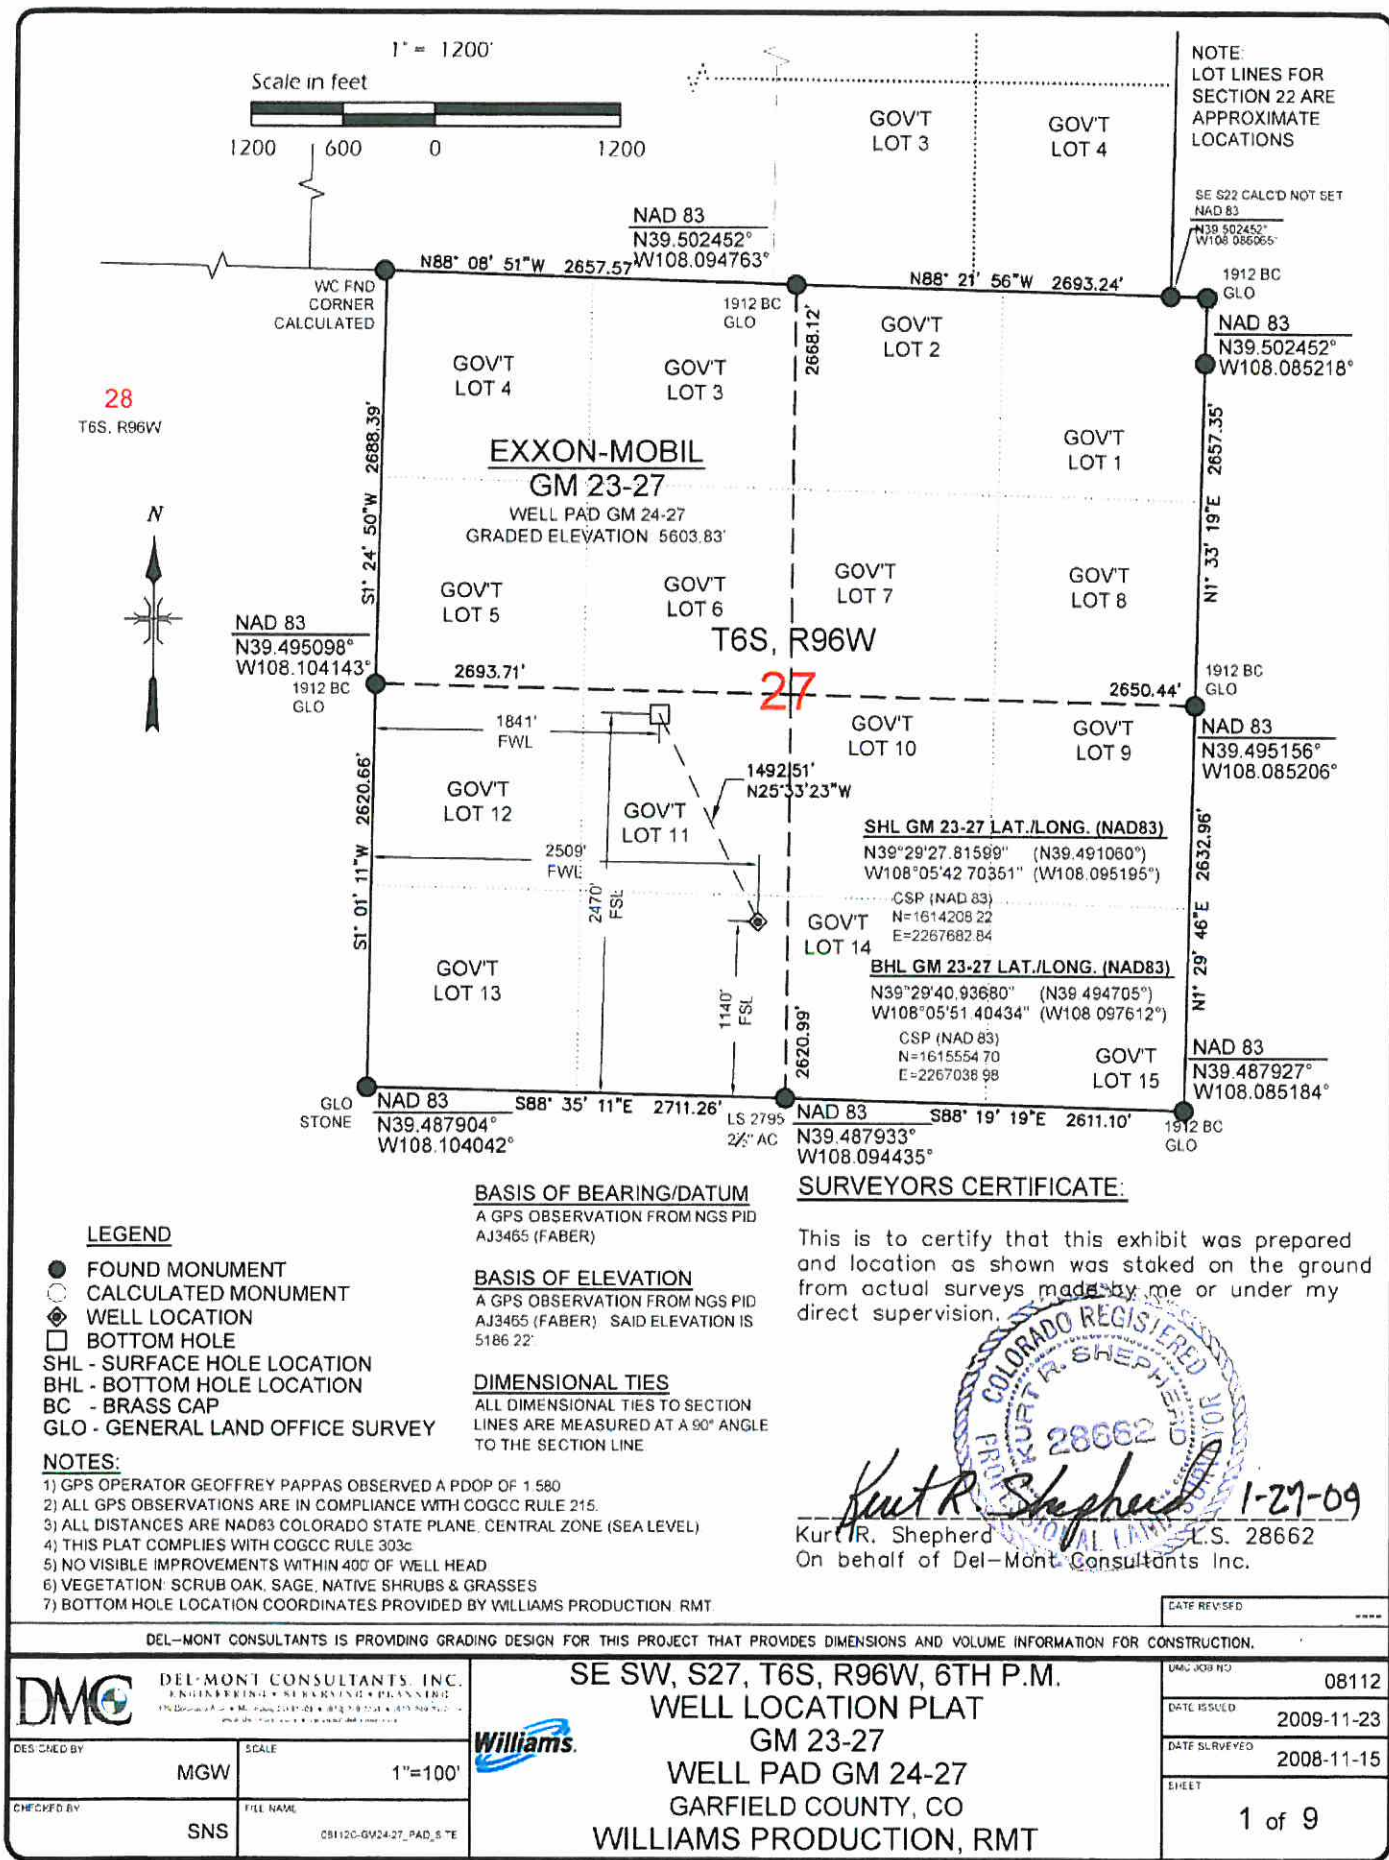 1" = 1200'
Scale in feet
1200 600 0 1200
NOTE:
LOT LINES FOR
SECTION 22 ARE
APPROXIMATE
LOCATIONS
GOV'T
LOT 3
GOV'T
LOT 4
SE S22 CALC'D NOT SET
NAD 83
N39.502452°
W108.086065°
NAD 83
N39.502452°
W108.094763°
N88° 08' 51"W 2657.57'
N88° 21' 56"W 2693.24'
WC FND
CORNER
CALCULATED
1912 BC
GLO
1912 BC
GLO
NAD 83
N39.502452°
W108.085218°
2668.12'
GOV'T
LOT 2
GOV'T
LOT 4
GOV'T
LOT 3
28
T6S, R96W
GOV'T
LOT 1
S1° 24' 50"W 2688.39'
N1° 33' 19"E 2657.35'
EXXON-MOBIL
GM 23-27
WELL PAD GM 24-27
GRADED ELEVATION 5603.83'
N
GOV'T
LOT 5
GOV'T
LOT 6
GOV'T
LOT 7
GOV'T
LOT 8
T6S, R96W
27
NAD 83
N39.495098°
W108.104143°
1912 BC
GLO
2693.71'
2650.44'
1912 BC
GLO
NAD 83
N39.495156°
W108.085206°
1841'
FWL
GOV'T
LOT 10
GOV'T
LOT 9
1492.51'
N25°33'23"W
GOV'T
LOT 12
GOV'T
LOT 11
2509'
FWL
2470'
FSL
1140'
FSL
S1° 01' 11"W 2620.66'
N1° 29' 46"E 2632.96'
SHL GM 23-27 LAT./LONG. (NAD83)
N39°29'27.81599" (N39.491060°)
W108°05'42.70351" (W108.095195°)
CSP (NAD 83)
N=1614208.22
E=2267682.84
GOV'T
LOT 14
BHL GM 23-27 LAT./LONG. (NAD83)
N39°29'40.93680" (N39.494705°)
W108°05'51.40434" (W108.097612°)
CSP (NAD 83)
N=1615554.70
E=2267038.98
GOV'T
LOT 13
2620.99'
GOV'T
LOT 15
NAD 83
N39.487927°
W108.085184°
GLO
STONE
NAD 83
N39.487904°
W108.104042°
S88° 35' 11"E 2711.26'
LS 2795
2½" AC
NAD 83
N39.487933°
W108.094435°
S88° 19' 19"E 2611.10'
1912 BC
GLO
LEGEND
FOUND MONUMENT
CALCULATED MONUMENT
WELL LOCATION
BOTTOM HOLE
SHL - SURFACE HOLE LOCATION
BHL - BOTTOM HOLE LOCATION
BC - BRASS CAP
GLO - GENERAL LAND OFFICE SURVEY
BASIS OF BEARING/DATUM
A GPS OBSERVATION FROM NGS PID
AJ3465 (FABER)
BASIS OF ELEVATION
A GPS OBSERVATION FROM NGS PID
AJ3465 (FABER) SAID ELEVATION IS
5186.22'
DIMENSIONAL TIES
ALL DIMENSIONAL TIES TO SECTION
LINES ARE MEASURED AT A 90° ANGLE
TO THE SECTION LINE
SURVEYORS CERTIFICATE:
This is to certify that this exhibit was prepared
and location as shown was staked on the ground
from actual surveys made by me or under my
direct supervision.
COLORADO REGISTERED
KURT R. SHEPHERD
28662
PROFESSIONAL LAND SURVEYOR
Kurt R. Shepherd 1-27-09
Kurt R. Shepherd L.S. 28662
On behalf of Del-Mont Consultants Inc.
NOTES:
1) GPS OPERATOR GEOFFREY PAPPAS OBSERVED A PDOP OF 1.580
2) ALL GPS OBSERVATIONS ARE IN COMPLIANCE WITH COGCC RULE 215.
3) ALL DISTANCES ARE NAD83 COLORADO STATE PLANE, CENTRAL ZONE (SEA LEVEL)
4) THIS PLAT COMPLIES WITH COGCC RULE 303c
5) NO VISIBLE IMPROVEMENTS WITHIN 400' OF WELL HEAD
6) VEGETATION: SCRUB OAK, SAGE, NATIVE SHRUBS & GRASSES
7) BOTTOM HOLE LOCATION COORDINATES PROVIDED BY WILLIAMS PRODUCTION, RMT.
DATE REVISED
----
DEL-MONT CONSULTANTS IS PROVIDING GRADING DESIGN FOR THIS PROJECT THAT PROVIDES DIMENSIONS AND VOLUME INFORMATION FOR CONSTRUCTION.
DMC
DEL-MONT CONSULTANTS, INC.
ENGINEERING • SURVEYING • PLANNING
DESIGNED BY
MGW
SCALE
1"=100'
CHECKED BY
SNS
FILE NAME
08112C-GM24-27_PAD_SITE
Williams.
SE SW, S27, T6S, R96W, 6TH P.M.
WELL LOCATION PLAT
GM 23-27
WELL PAD GM 24-27
GARFIELD COUNTY, CO
WILLIAMS PRODUCTION, RMT
DMC JOB NO
08112
DATE ISSUED
2009-11-23
DATE SURVEYED
2008-11-15
SHEET
1 of 9